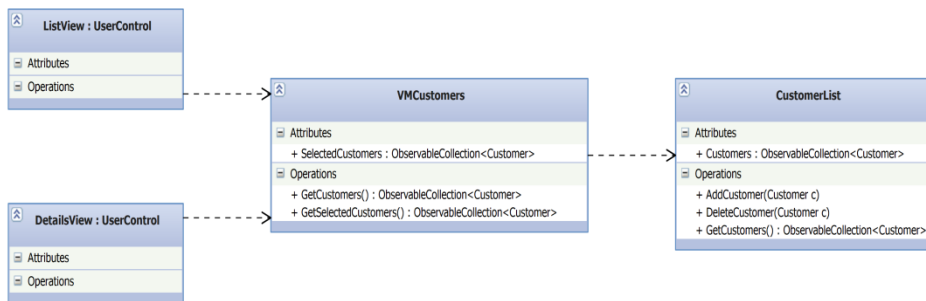 ListView : UserControl
Attributes
Operations
VMCustomers
Attributes
+ SelectedCustomers : ObservableCollection<Customer>
Operations
+ GetCustomers() : ObservableCollection<Customer>
+ GetSelectedCustomers() : ObservableCollection<Customer>
CustomerList
Attributes
+ Customers : ObservableCollection<Customer>
Operations
+ AddCustomer(Customer c)
+ DeleteCustomer(Customer c)
+ GetCustomers() : ObservableCollection<Customer>
DetailsView : UserControl
Attributes
Operations